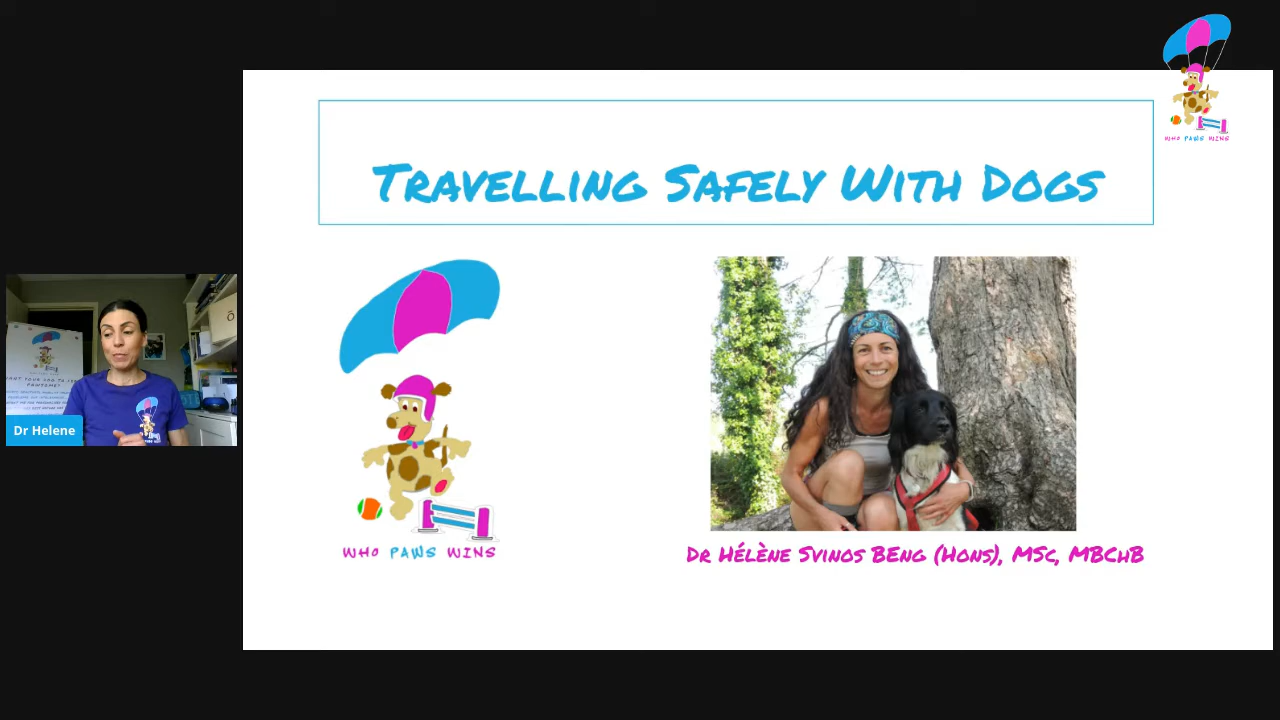 Travelling Safely With Dogs
WHO PAWS WINS
WHO PAWS WINS
Dr Hélène Svinos BEng (Hons), MSc, MBChB
Dr Helene